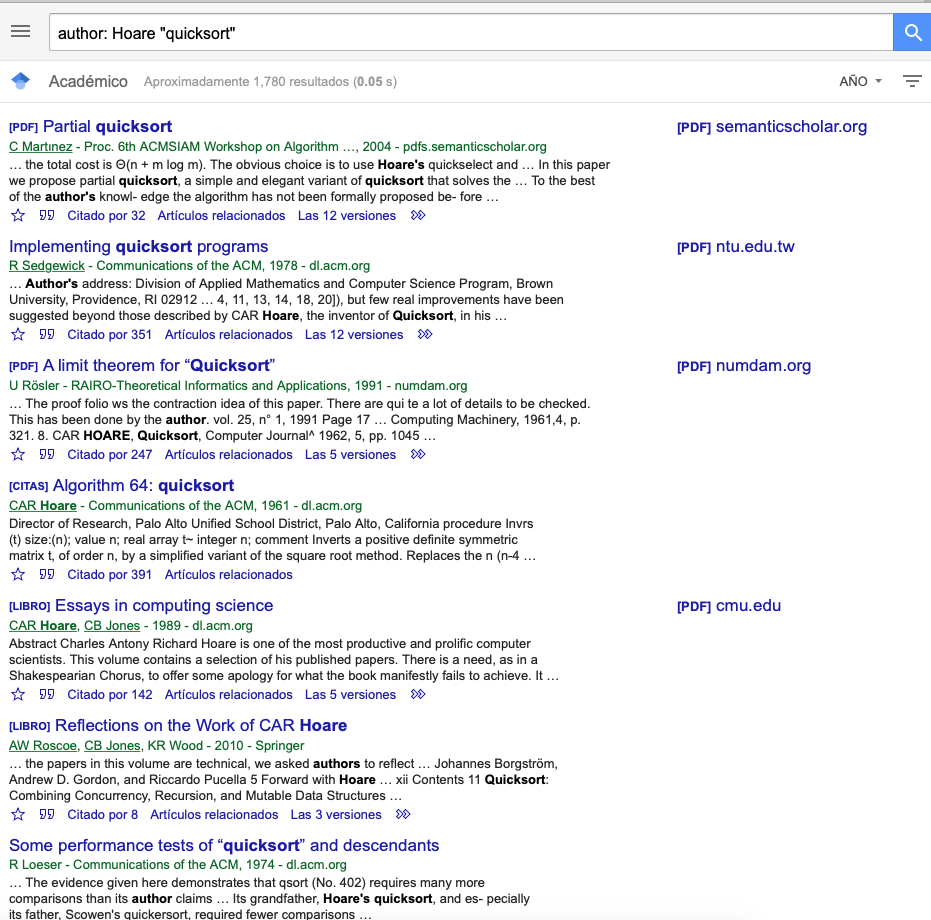 author: Hoare "quicksort"
Académico Aproximadamente 1,780 resultados (0.05 s) AÑO
[PDF] Partial quicksort [PDF] semanticscholar.org
C Martınez - Proc. 6th ACMSIAM Workshop on Algorithm …, 2004 - pdfs.semanticscholar.org
… the total cost is Θ(n + m log m). The obvious choice is to use Hoare's quickselect and … In this paper
we propose partial quicksort, a simple and elegant variant of quicksort that solves the … To the best
of the author's knowl- edge the algorithm has not been formally proposed be- fore …
Citado por 32 Artículos relacionados Las 12 versiones
Implementing quicksort programs [PDF] ntu.edu.tw
R Sedgewick - Communications of the ACM, 1978 - dl.acm.org
… Author's address: Division of Applied Mathematics and Computer Science Program, Brown
University, Providence, RI 02912 … 4, 11, 13, 14, 18, 20]), but few real improvements have been
suggested beyond those described by CAR Hoare, the inventor of Quicksort, in his …
Citado por 351 Artículos relacionados Las 12 versiones
[PDF] A limit theorem for “Quicksort” [PDF] numdam.org
U Rösler - RAIRO-Theoretical Informatics and Applications, 1991 - numdam.org
… The proof folio ws the contraction idea of this paper. There are qui te a lot of details to be checked.
This has been done by the author. vol. 25, n° 1, 1991 Page 17 … Computing Machinery, 1961,4, p.
321. 8. CAR HOARE, Quicksort, Computer Journal^ 1962, 5, pp. 1045 …
Citado por 247 Artículos relacionados Las 5 versiones
[CITAS] Algorithm 64: quicksort
CAR Hoare - Communications of the ACM, 1961 - dl.acm.org
Director of Research, Palo Alto Unified School District, Palo Alto, California procedure Invrs
(t) size:(n); value n; real array t~ integer n; comment Inverts a positive definite symmetric
matrix t, of order n, by a simplified variant of the square root method. Replaces the n (n-4 …
Citado por 391 Artículos relacionados
[LIBRO] Essays in computing science [PDF] cmu.edu
CAR Hoare, CB Jones - 1989 - dl.acm.org
Abstract Charles Antony Richard Hoare is one of the most productive and prolific computer
scientists. This volume contains a selection of his published papers. There is a need, as in a
Shakespearian Chorus, to offer some apology for what the book manifestly fails to achieve. It …
Citado por 142 Artículos relacionados Las 5 versiones
[LIBRO] Reflections on the Work of CAR Hoare
AW Roscoe, CB Jones, KR Wood - 2010 - Springer
… the papers in this volume are technical, we asked authors to reflect … Johannes Borgström,
Andrew D. Gordon, and Riccardo Pucella 5 Forward with Hoare … xii Contents 11 Quicksort:
Combining Concurrency, Recursion, and Mutable Data Structures …
Citado por 8 Artículos relacionados Las 3 versiones
Some performance tests of “quicksort” and descendants
R Loeser - Communications of the ACM, 1974 - dl.acm.org
… The evidence given here demonstrates that qsort (No. 402) requires many more
comparisons than its author claims … Its grandfather, Hoare's quicksort, and es- pecially
its father, Scowen's quickersort, required fewer comparisons …